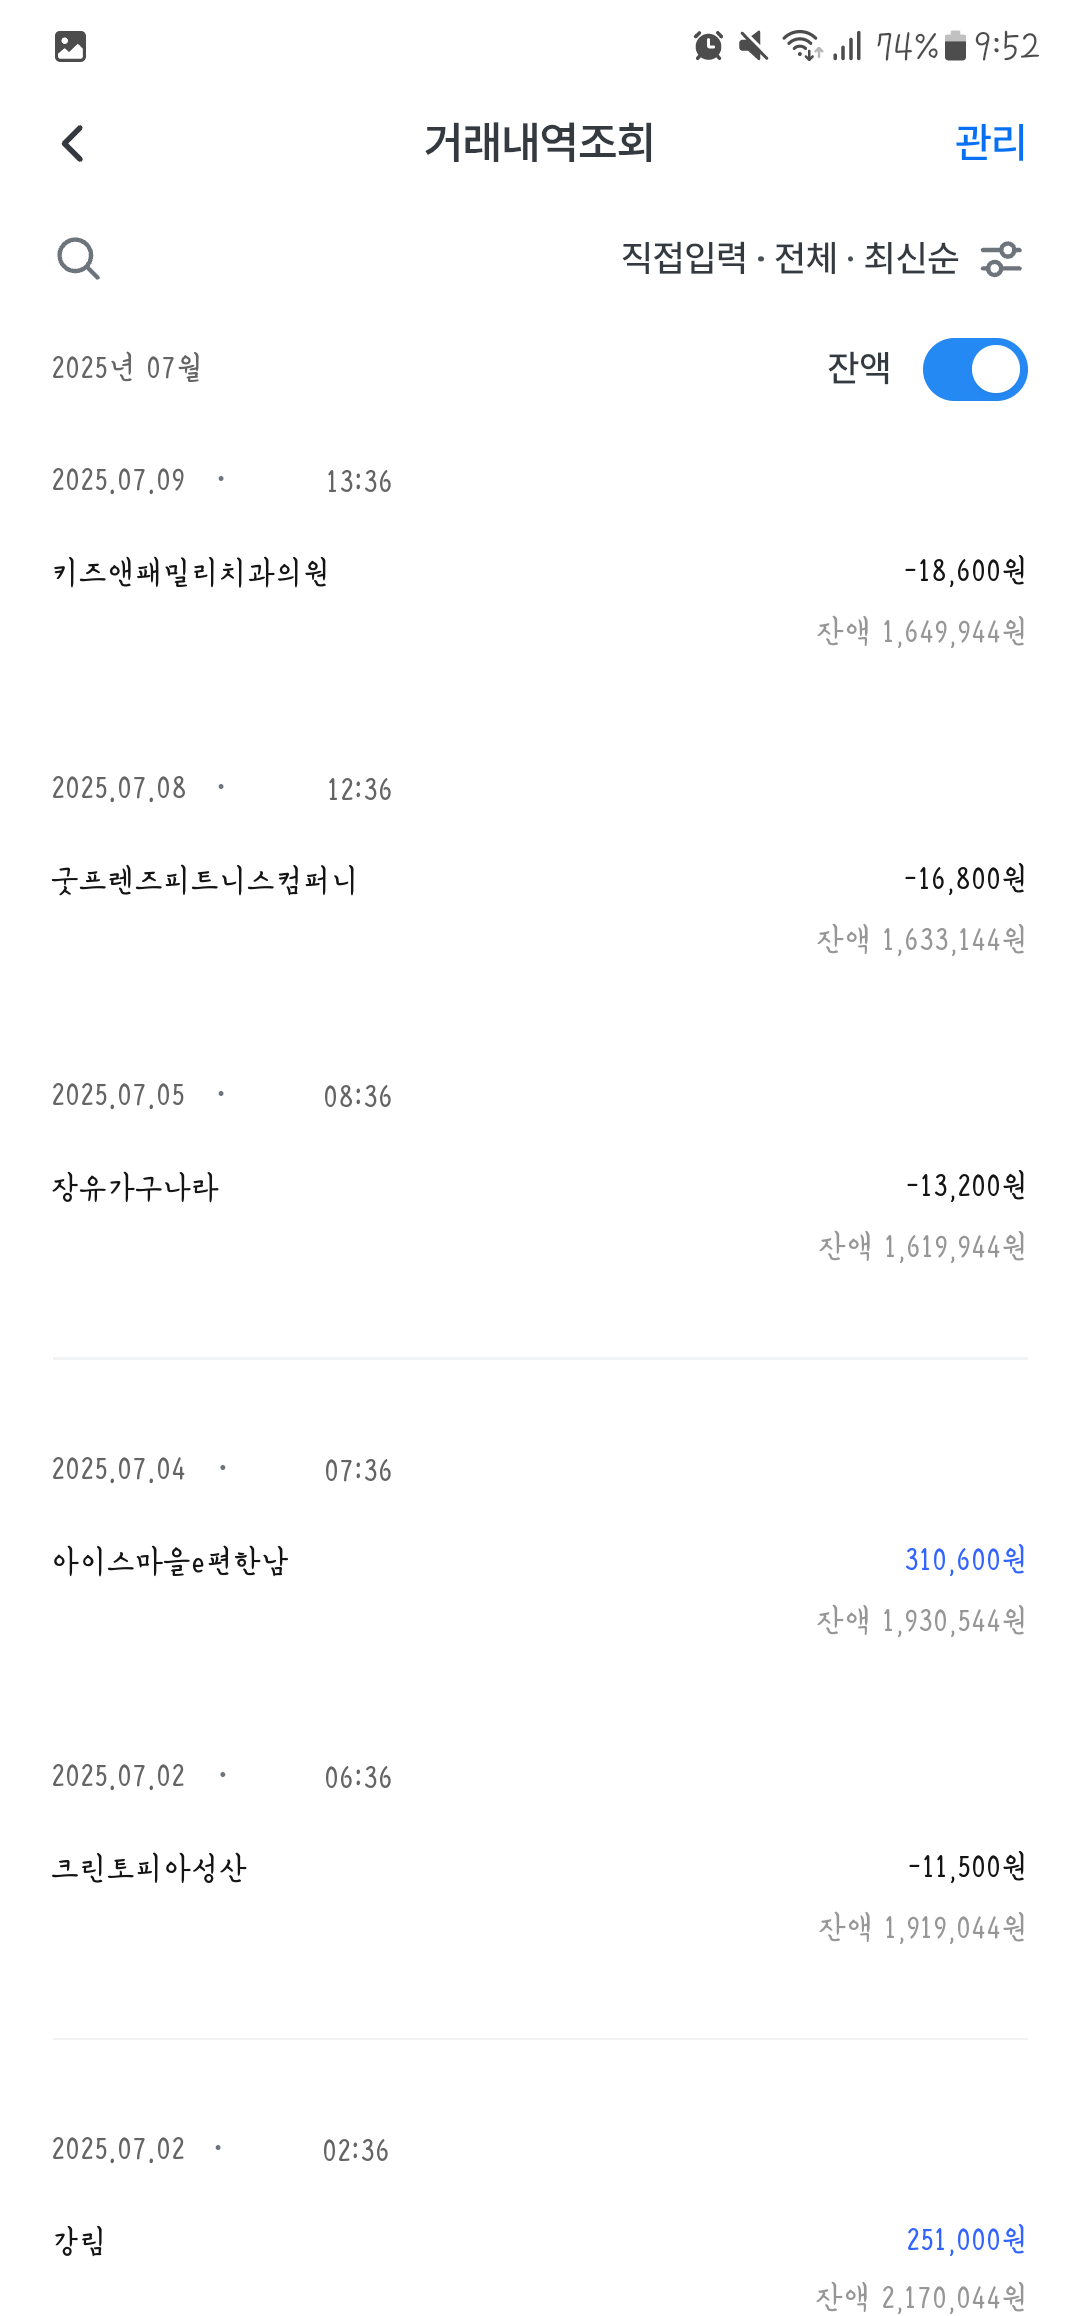 74% 9:52
거래내역조회 관리
직접입력 · 전체 · 최신순
2025년 07월 잔액
2025.07.09 · 13:36
키즈앤패밀리치과의원 -18,600원
잔액 1,649,944원
2025.07.08 · 12:36
굿프렌즈피트니스컴퍼니 -16,800원
잔액 1,633,144원
2025.07.05 · 08:36
장유가구나라 -13,200원
잔액 1,619,944원
2025.07.04 · 07:36
아이스마을e편한남 310,600원
잔액 1,930,544원
2025.07.02 · 06:36
크린토피아성산 -11,500원
잔액 1,919,044원
2025.07.02 · 02:36
강림 251,000원
잔액 2,170,044원